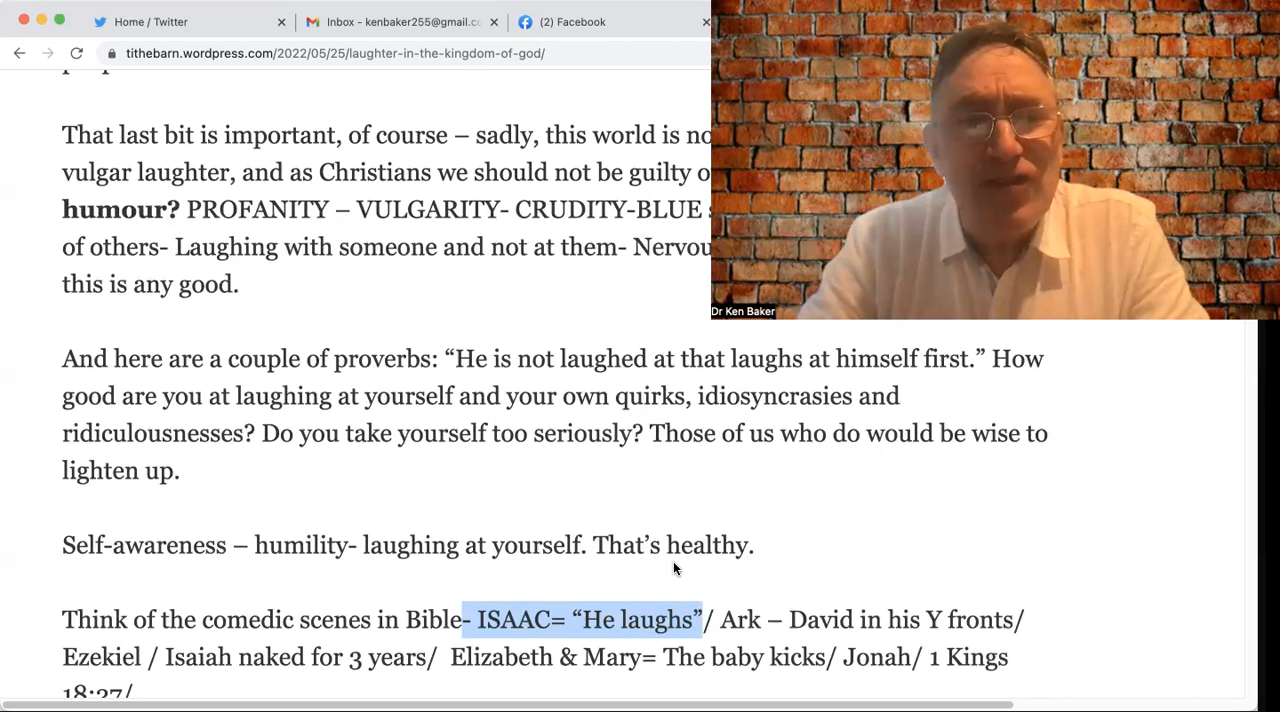 Home / Twitter
Inbox - kenbaker255@gmail.cc
(2) Facebook
tithebarn.wordpress.com/2022/05/25/laughter-in-the-kingdom-of-god/
That last bit is important, of course – sadly, this world is no
vulgar laughter, and as Christians we should not be guilty o
humour? PROFANITY – VULGARITY- CRUDITY-BLUE
of others- Laughing with someone and not at them- Nervou
this is any good.
Dr Ken Baker
And here are a couple of proverbs: “He is not laughed at that laughs at himself first.” How
good are you at laughing at yourself and your own quirks, idiosyncrasies and
ridiculousnesses? Do you take yourself too seriously? Those of us who do would be wise to
lighten up.
Self-awareness – humility- laughing at yourself. That’s healthy.
Think of the comedic scenes in Bible- ISAAC= “He laughs”/ Ark – David in his Y fronts/
Ezekiel / Isaiah naked for 3 years/ Elizabeth & Mary= The baby kicks/ Jonah/ 1 Kings
18:27/